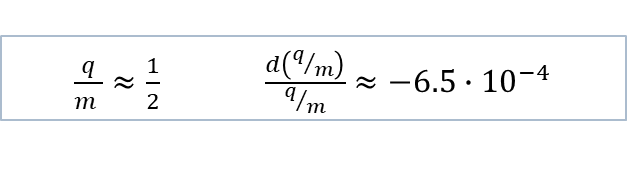 q/m ≈ 1/2    d(q/m)/(q/m) ≈ −6.5 · 10⁻⁴